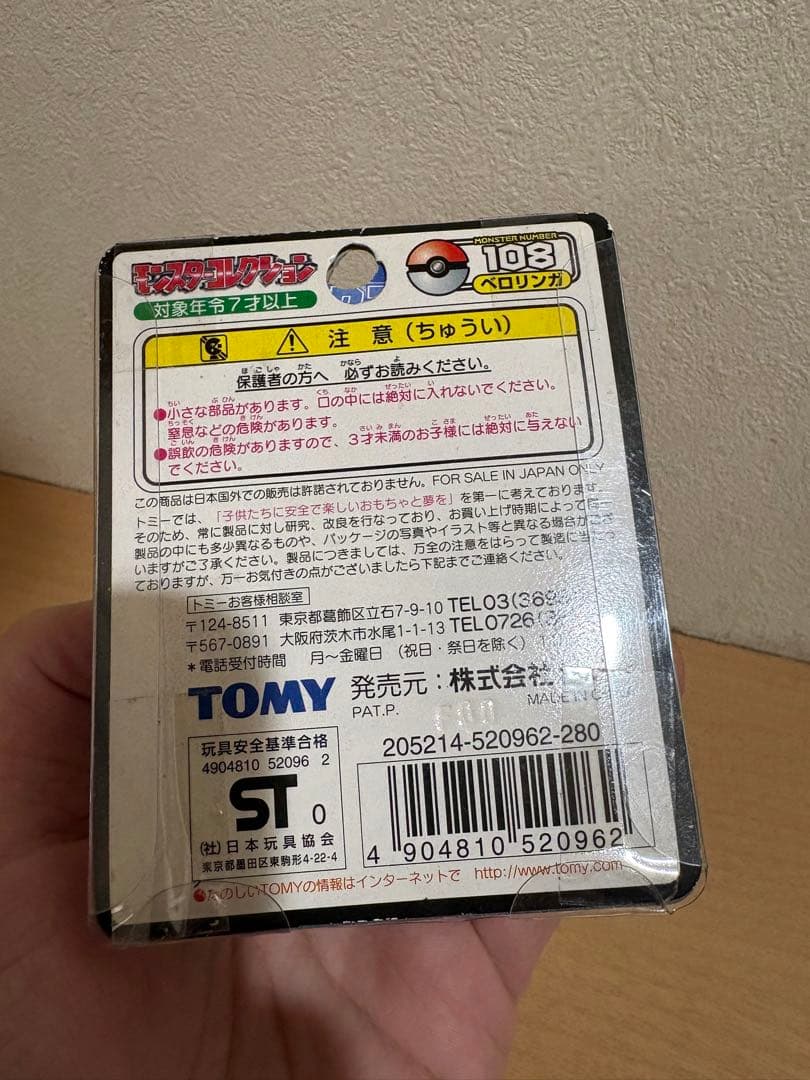 モンスターコレクション
対象年令7才以上
MONSTER NUMBER
108
ベロリンガ
注意(ちゅうい)
保護者の方へ 必ずお読みください。
●小さな部品があります。口の中には絶対に入れないでください。
窒息などの危険があります。
●誤飲の危険がありますので、3才未満のお子様には絶対に与えない
でください。
この商品は日本国外での販売は許諾されておりません。FOR SALE IN JAPAN ONLY
トミーでは、「子供たちに安全で楽しいおもちゃと夢を」を第一に考えております。
そのため、常に製品に対し研究、改良を行なっており、お買い上げ時期によって同一
製品の中にも多少異なるものや、パッケージの写真やイラスト等と異なる場合がござ
いますがご了承ください。製品につきましては、万全の注意をはらって製造に当たっ
ておりますが、万一お気付きの点がございましたら下記までご連絡ください。
トミーお客様相談室
〒124-8511 東京都葛飾区立石7-9-10 TEL03(369
〒567-0891 大阪府茨木市水尾1-1-13 TEL0726(
*電話受付時間 月〜金曜日 (祝日・祭日を除く) 1
TOMY 発売元:株式会社
PAT.P. MADE IN C
玩具安全基準合格
4904810 52096 2
ST 0
(社)日本玩具協会
東京都墨田区東駒形4-22-4
205214-520962-280
4 904810 520962
たのしいTOMYの情報はインターネットで http://www.tomy.com